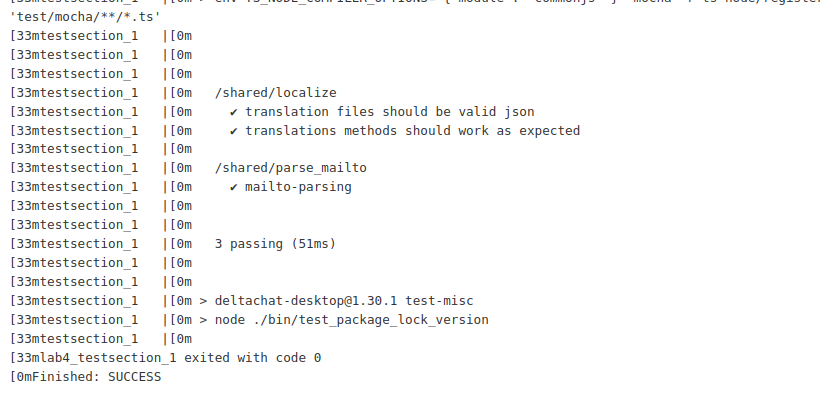 'test/mocha/**/*.ts'
[33mtestsection_1   |[0m
[33mtestsection_1   |[0m
[33mtestsection_1   |[0m
[33mtestsection_1   |[0m   /shared/localize
[33mtestsection_1   |[0m     ✔ translation files should be valid json
[33mtestsection_1   |[0m     ✔ translations methods should work as expected
[33mtestsection_1   |[0m
[33mtestsection_1   |[0m   /shared/parse_mailto
[33mtestsection_1   |[0m     ✔ mailto-parsing
[33mtestsection_1   |[0m
[33mtestsection_1   |[0m
[33mtestsection_1   |[0m   3 passing (51ms)
[33mtestsection_1   |[0m
[33mtestsection_1   |[0m
[33mtestsection_1   |[0m > deltachat-desktop@1.30.1 test-misc
[33mtestsection_1   |[0m > node ./bin/test_package_lock_version
[33mtestsection_1   |[0m
[33mlab4_testsection_1 exited with code 0
[0mFinished: SUCCESS